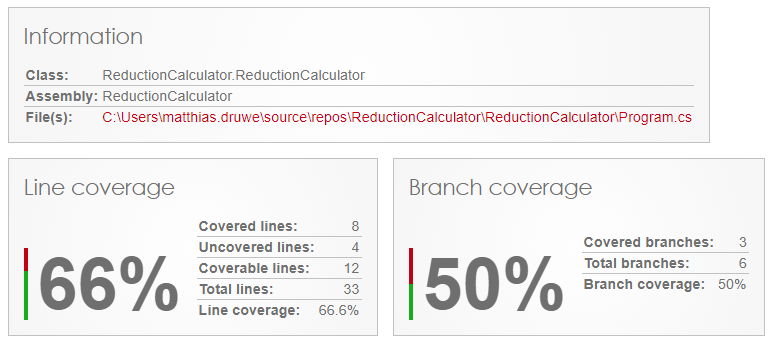 Information
Class: ReductionCalculator.ReductionCalculator
Assembly: ReductionCalculator
File(s): C:\Users\matthias.druwe\source\repos\ReductionCalculator\ReductionCalculator\Program.cs
Line coverage
66%
Covered lines: 8
Uncovered lines: 4
Coverable lines: 12
Total lines: 33
Line coverage: 66.6%
Branch coverage
50%
Covered branches: 3
Total branches: 6
Branch coverage: 50%